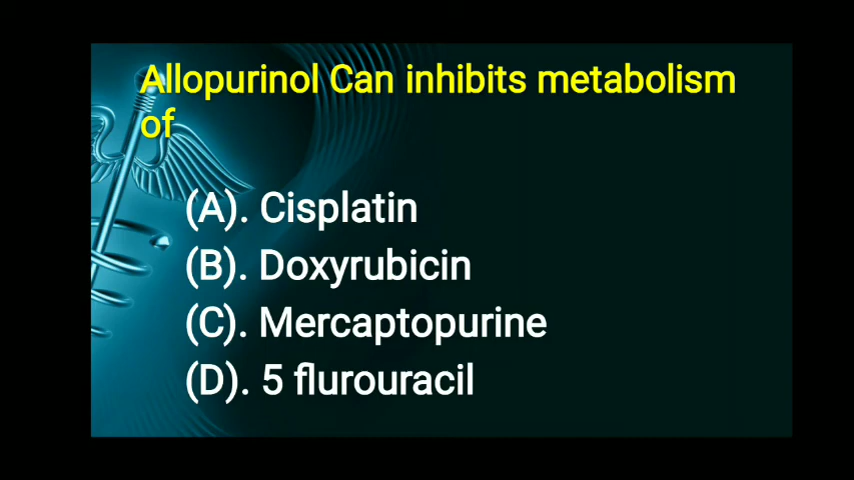 Allopurinol Can inhibits metabolism
of
(A). Cisplatin
(B). Doxyrubicin
(C). Mercaptopurine
(D). 5 flurouracil